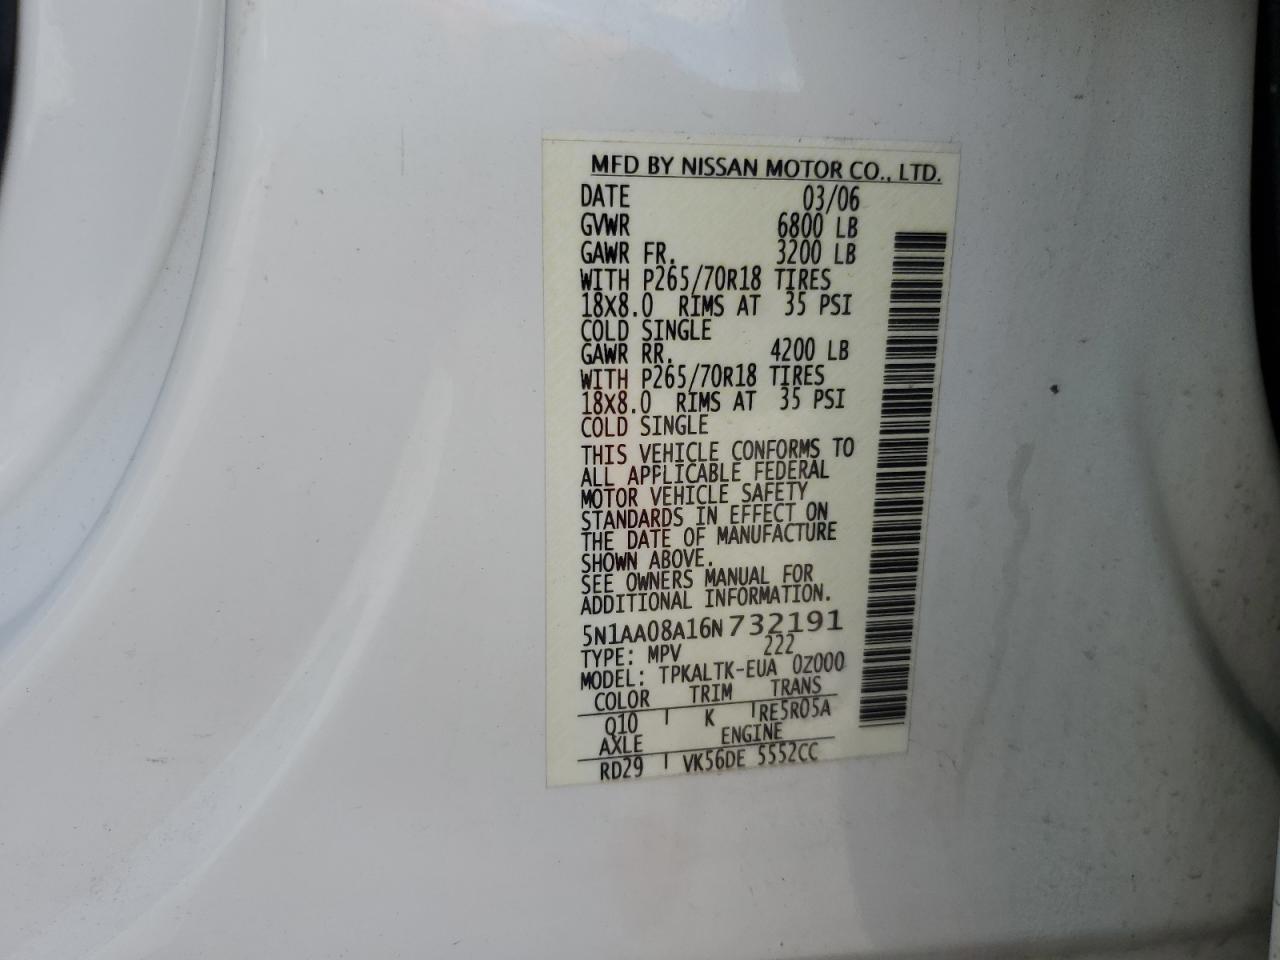 MFD BY NISSAN MOTOR CO., LTD.
DATE 03/06
GVWR 6800 LB
GAWR FR. 3200 LB
WITH P265/70R18 TIRES
18X8.0 RIMS AT 35 PSI
COLD SINGLE
GAWR RR. 4200 LB
WITH P265/70R18 TIRES
18X8.0 RIMS AT 35 PSI
COLD SINGLE
THIS VEHICLE CONFORMS TO
ALL APPLICABLE FEDERAL
MOTOR VEHICLE SAFETY
STANDARDS IN EFFECT ON
THE DATE OF MANUFACTURE
SHOWN ABOVE.
SEE OWNERS MANUAL FOR
ADDITIONAL INFORMATION.
5N1AA08A16N732191
TYPE: MPV 222
MODEL: TPKALTK-EUA 0Z000
COLOR TRIM TRANS
Q10 K RE5R05A
AXLE ENGINE
RD29 VK56DE 5552CC